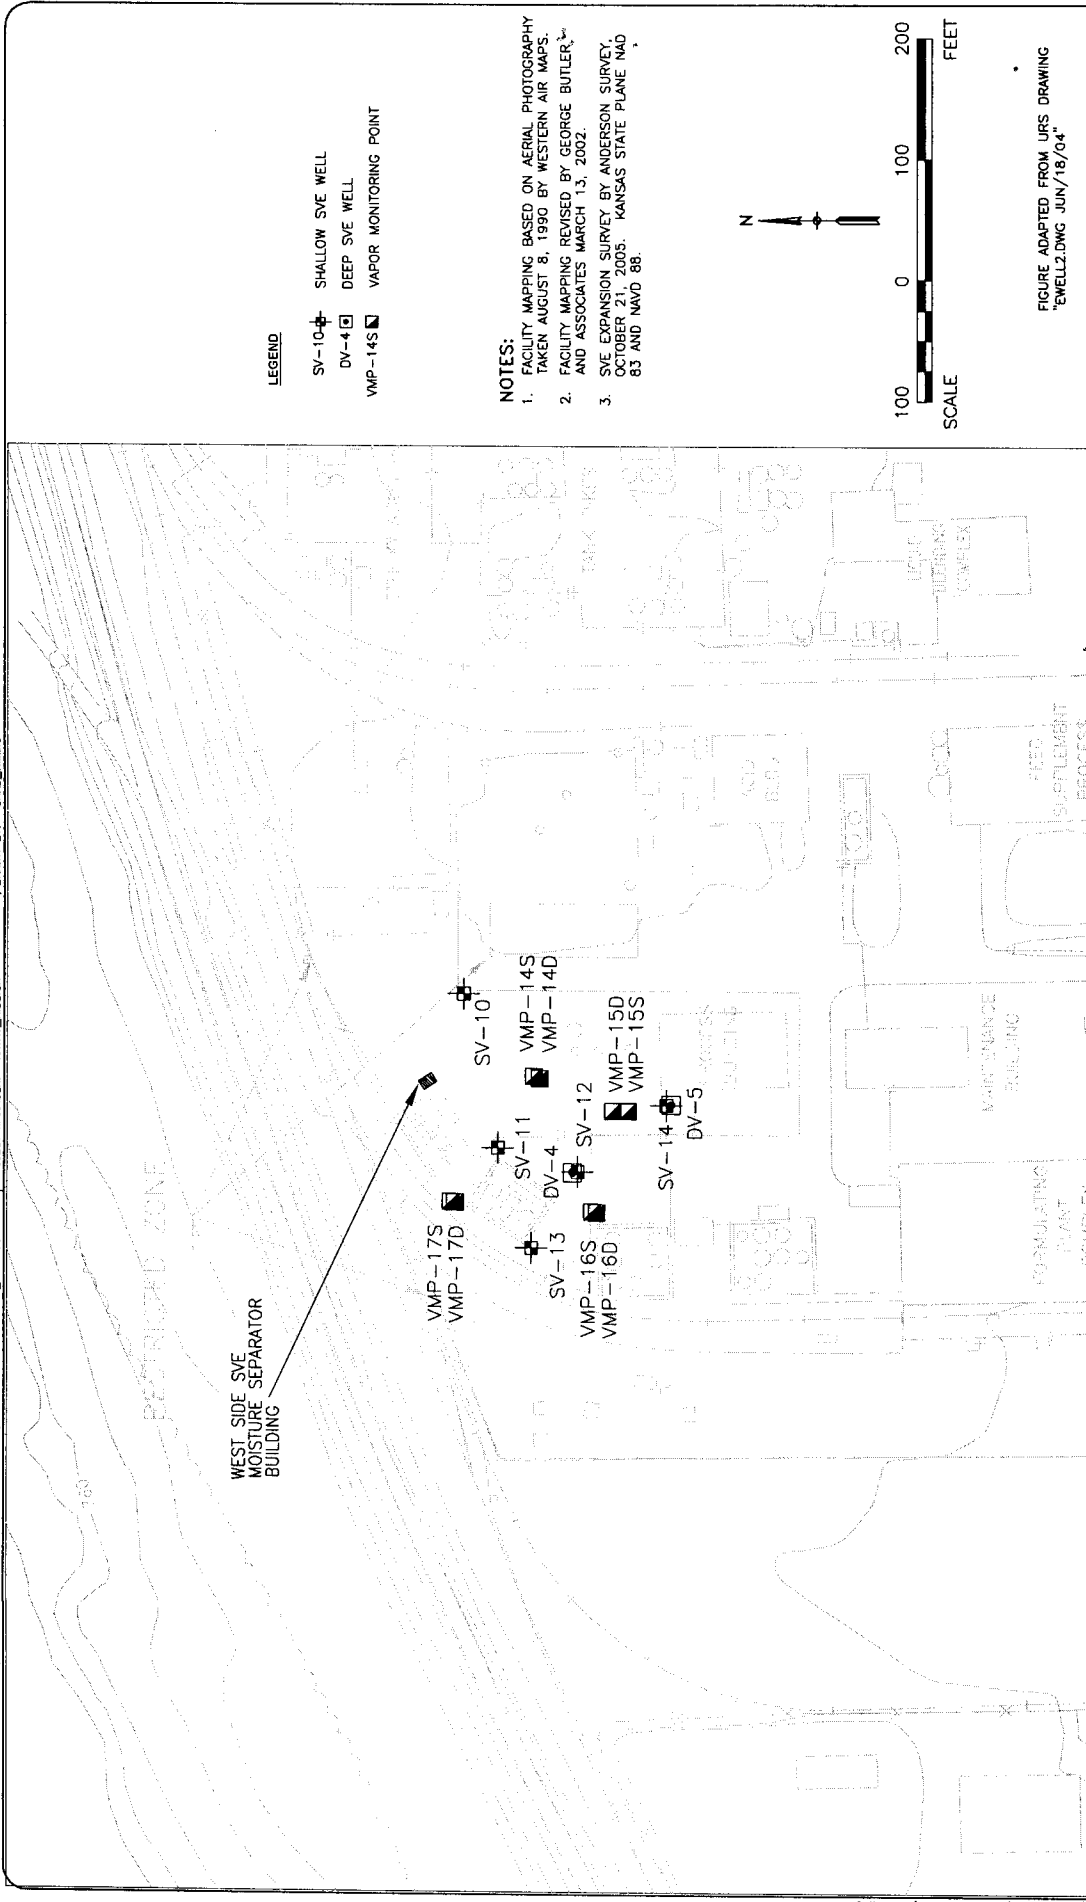 WEST SIDE SVE
MOISTURE SEPARATOR
BUILDING
RESTRICTED ZONE
VMP-17S
VMP-17D
SV-10
SV-11
VMP-14S
VMP-14D
SV-13
DV-4
SV-12
VMP-16S
VMP-16D
VMP-15D
VMP-15S
SV-14
DV-5
MAINTENANCE
BUILDING
FEED
SUPPLEMENT
PROCESS
COMPLEX
LEGEND
SV-10 SHALLOW SVE WELL
DV-4 DEEP SVE WELL
VMP-14S VAPOR MONITORING POINT
NOTES:
1. FACILITY MAPPING BASED ON AERIAL PHOTOGRAPHY
TAKEN AUGUST 8, 1990 BY WESTERN AIR MAPS.
2. FACILITY MAPPING REVISED BY GEORGE BUTLER
AND ASSOCIATES MARCH 13, 2002.
3. SVE EXPANSION SURVEY BY ANDERSON SURVEY,
OCTOBER 21, 2005. KANSAS STATE PLANE NAD
83 AND NAVD 88.
N
100 0 100 200
SCALE FEET
FIGURE ADAPTED FROM URS DRAWING
"EWELL2.DWG JUN/18/04"